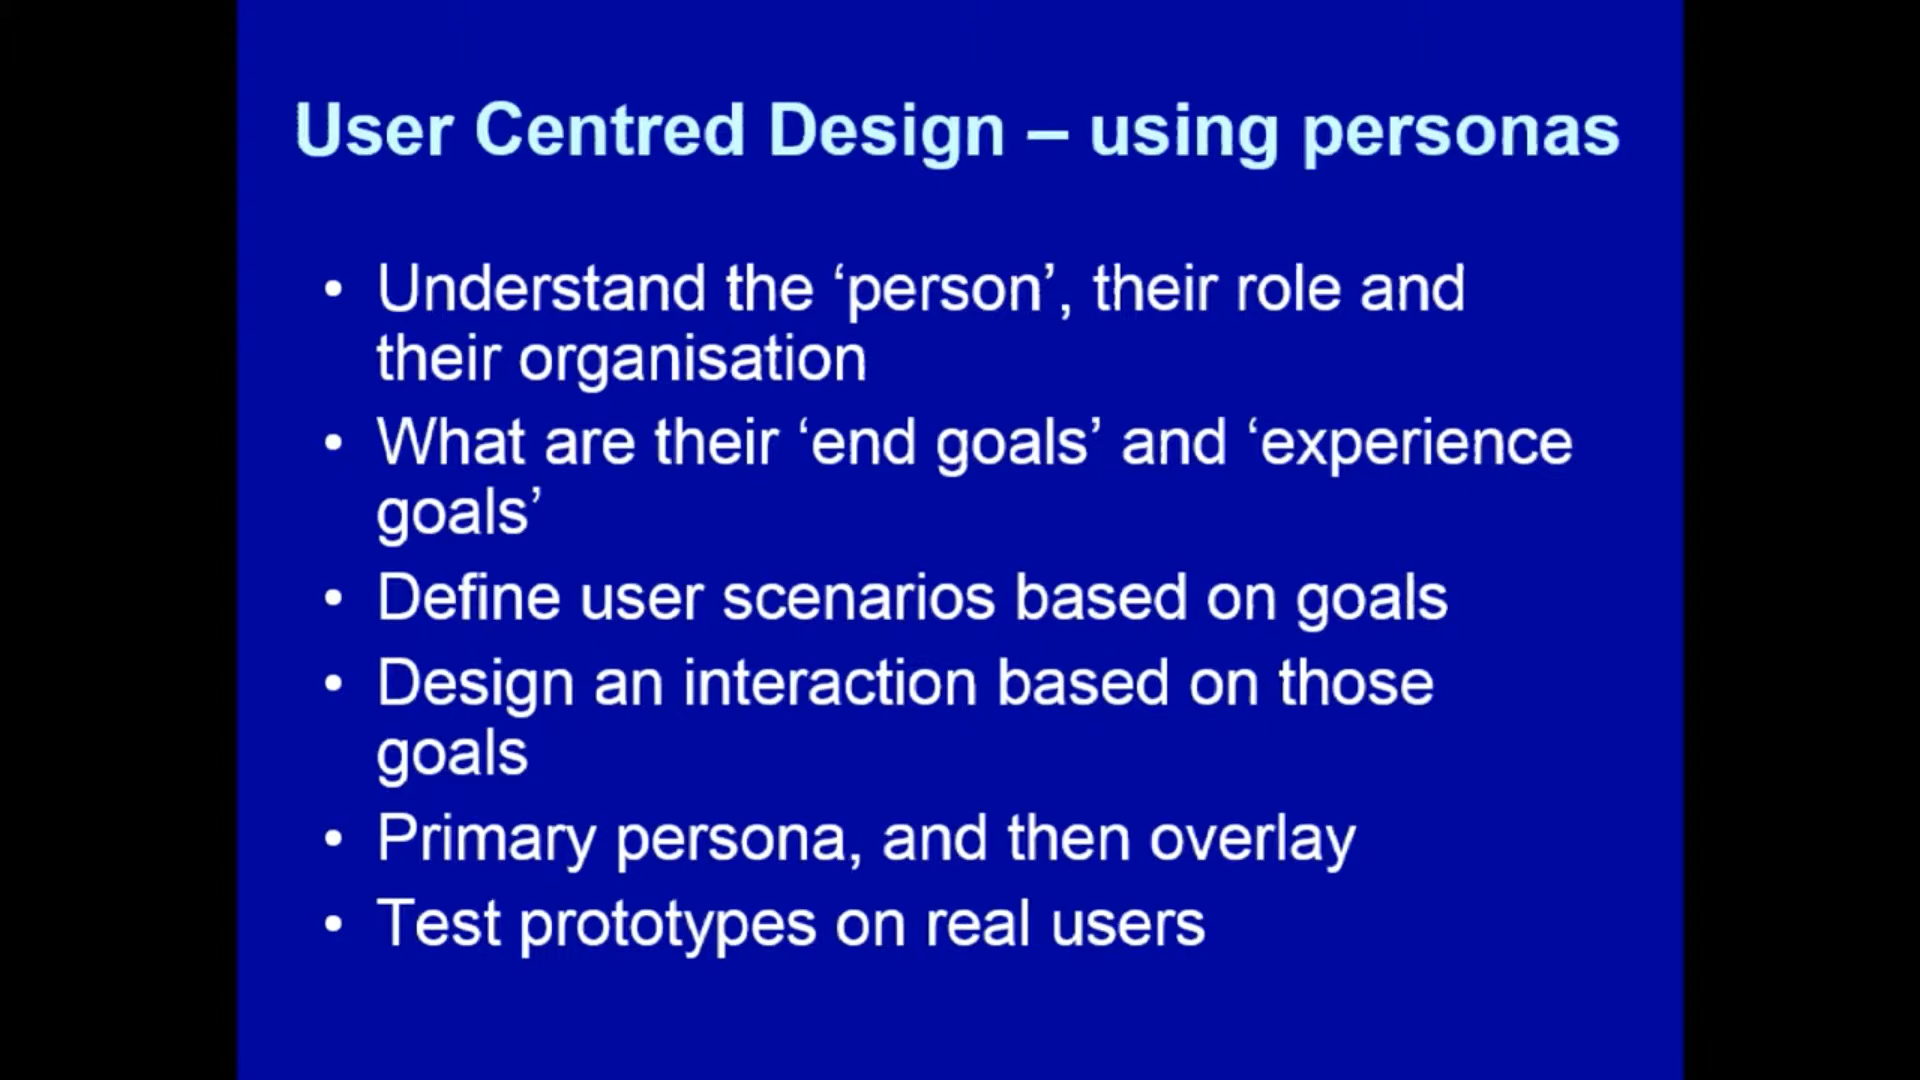 User Centred Design – using personas
• Understand the ‘person’, their role and
their organisation
• What are their ‘end goals’ and ‘experience
goals’
• Define user scenarios based on goals
• Design an interaction based on those
goals
• Primary persona, and then overlay
• Test prototypes on real users